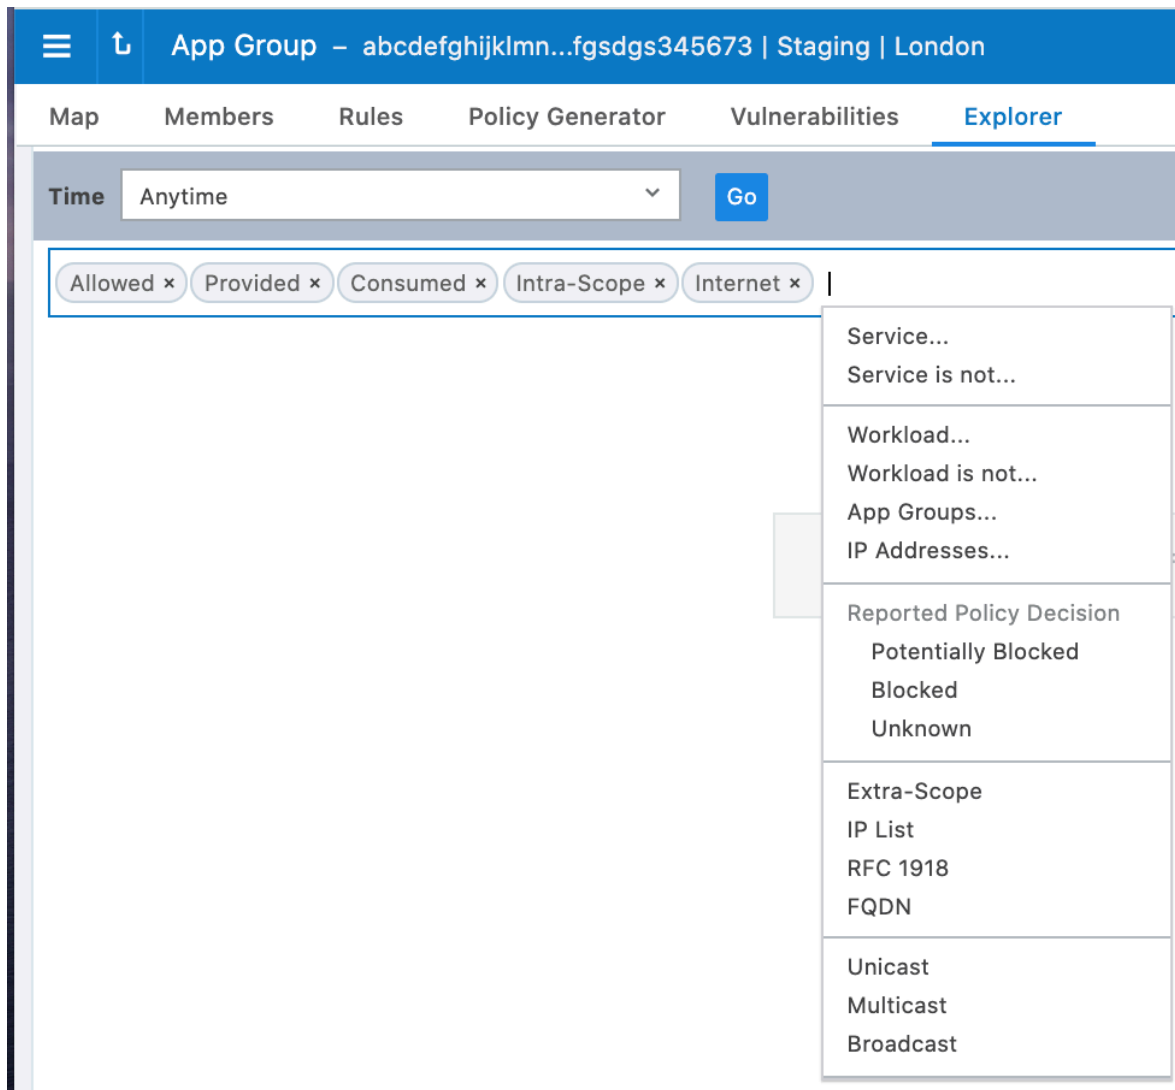 App Group – abcdefghijklmn...fgsdgs345673 | Staging | London
Map Members Rules Policy Generator Vulnerabilities Explorer
Time Anytime Go
Allowed × Provided × Consumed × Intra-Scope × Internet ×
Service...
Service is not...
Workload...
Workload is not...
App Groups...
IP Addresses...
Reported Policy Decision
Potentially Blocked
Blocked
Unknown
Extra-Scope
IP List
RFC 1918
FQDN
Unicast
Multicast
Broadcast